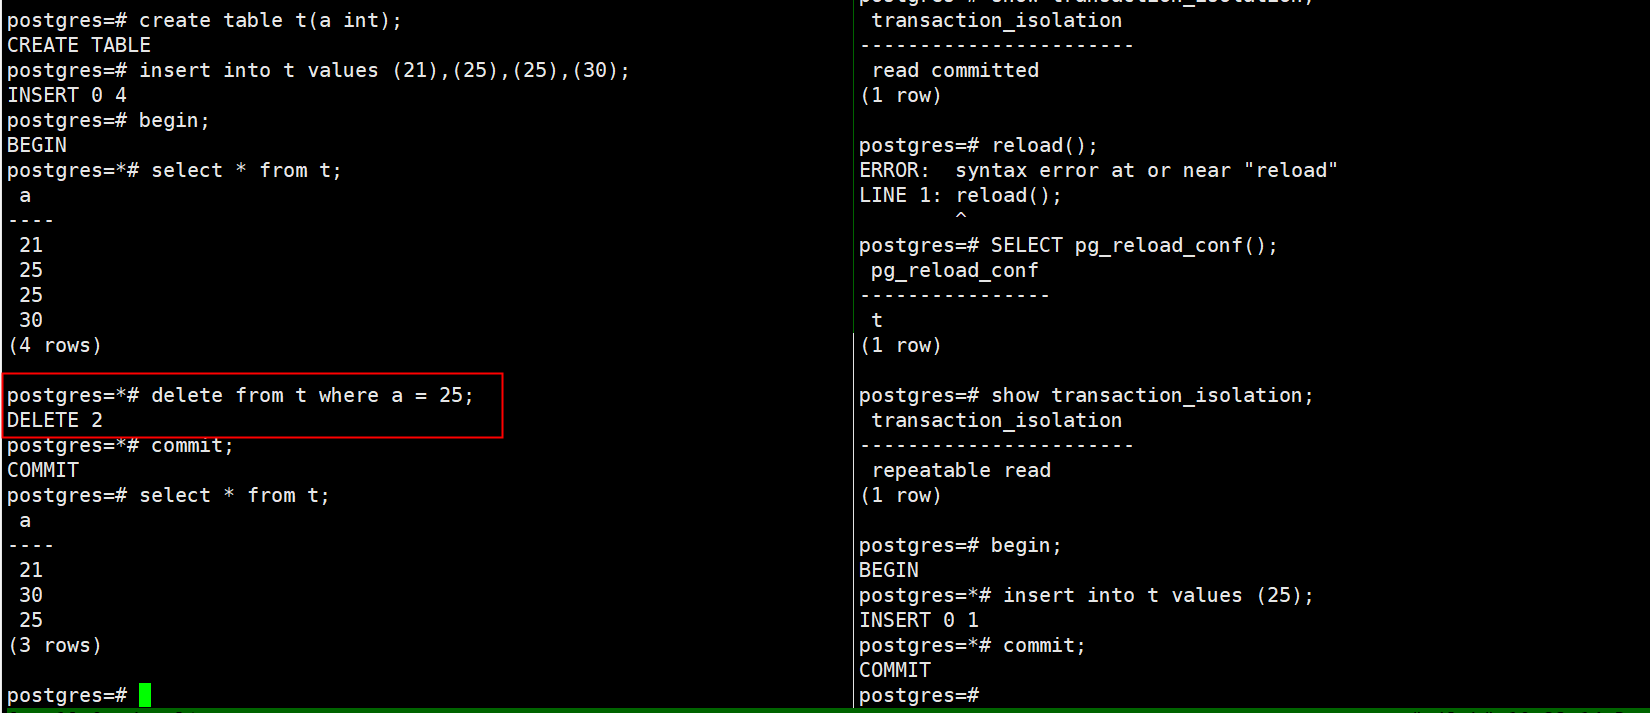 postgres=# create table t(a int);
CREATE TABLE
postgres=# insert into t values (21),(25),(25),(30);
INSERT 0 4
postgres=# begin;
BEGIN
postgres=*# select * from t;
 a
----
 21
 25
 25
 30
(4 rows)

postgres=*# delete from t where a = 25;
DELETE 2
postgres=*# commit;
COMMIT
postgres=# select * from t;
 a
----
 21
 30
 25
(3 rows)

postgres=#
postgres=# show transaction_isolation;
 transaction_isolation
-----------------------
 read committed
(1 row)

postgres=# reload();
ERROR:  syntax error at or near "reload"
LINE 1: reload();
        ^
postgres=# SELECT pg_reload_conf();
 pg_reload_conf
----------------
 t
(1 row)

postgres=# show transaction_isolation;
 transaction_isolation
-----------------------
 repeatable read
(1 row)

postgres=# begin;
BEGIN
postgres=*# insert into t values (25);
INSERT 0 1
postgres=*# commit;
COMMIT
postgres=#